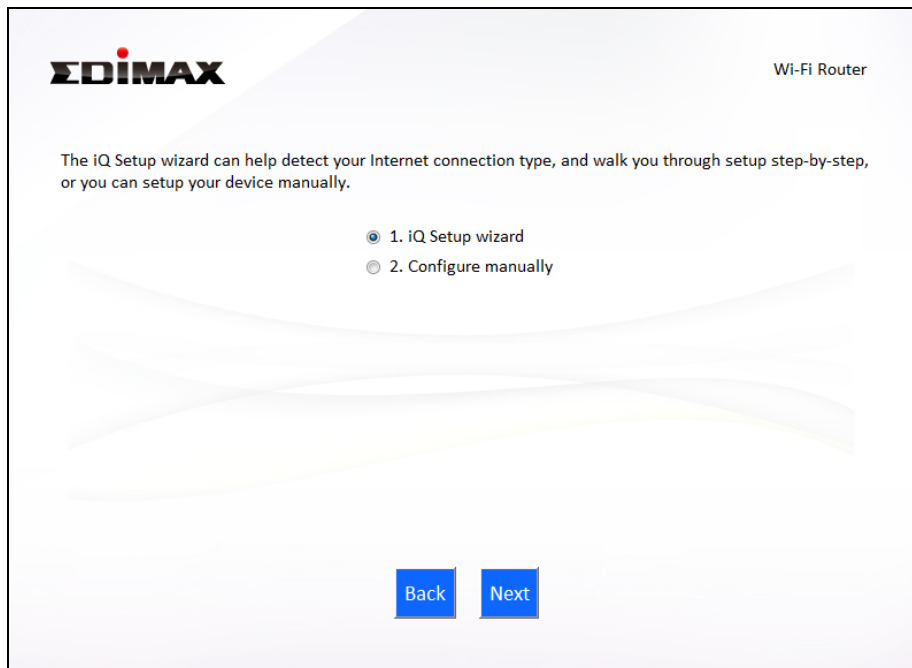 EDiMAX
Wi-Fi Router
The iQ Setup wizard can help detect your Internet connection type, and walk you through setup step-by-step,
or you can setup your device manually.
1. iQ Setup wizard
2. Configure manually
Back
Next